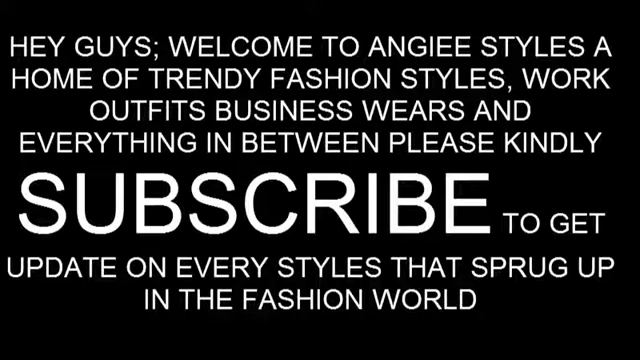 HEY GUYS; WELCOME TO ANGIEE STYLES A
HOME OF TRENDY FASHION STYLES, WORK
OUTFITS BUSINESS WEARS AND
EVERYTHING IN BETWEEN PLEASE KINDLY
SUBSCRIBE TO GET
UPDATE ON EVERY STYLES THAT SPRUG UP
IN THE FASHION WORLD